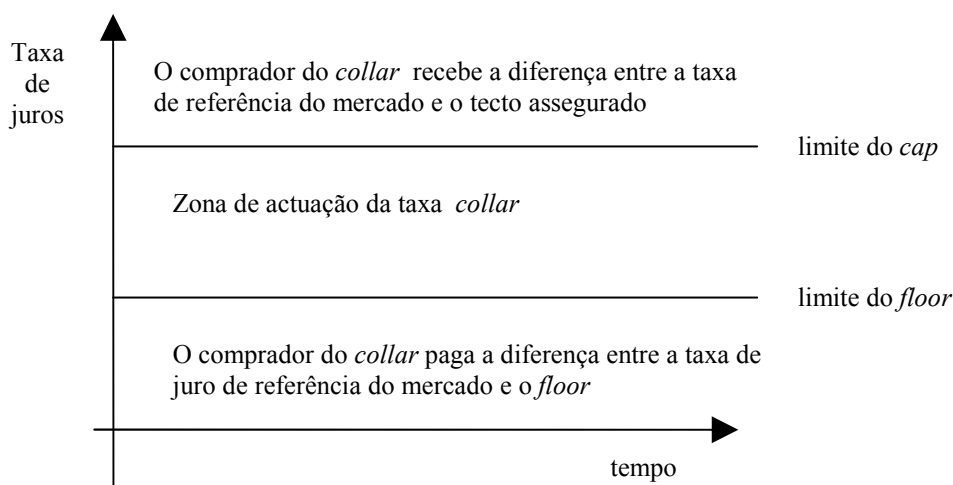 Taxa
de
juros
O comprador do collar recebe a diferença entre a taxa
de referência do mercado e o tecto assegurado
limite do cap
Zona de actuação da taxa collar
limite do floor
O comprador do collar paga a diferença entre a taxa de
juro de referência do mercado e o floor
tempo